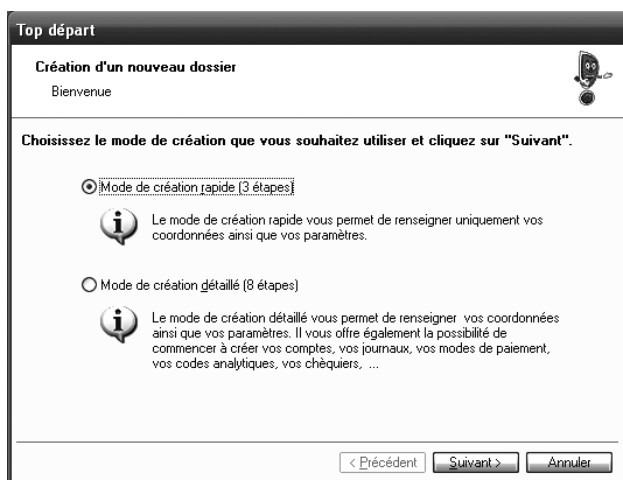 Top départ
Création d'un nouveau dossier
Bienvenue
Choisissez le mode de création que vous souhaitez utiliser et cliquez sur "Suivant".
Mode de création rapide (3 étapes)
Le mode de création rapide vous permet de renseigner uniquement vos
coordonnées ainsi que vos paramètres.
Mode de création détaillé (8 étapes)
Le mode de création détaillé vous permet de renseigner vos coordonnées
ainsi que vos paramètres. Il vous offre également la possibilité de
commencer à créer vos comptes, vos journaux, vos modes de paiement,
vos codes analytiques, vos chèquiers, ...
< Précédent Suivant > Annuler